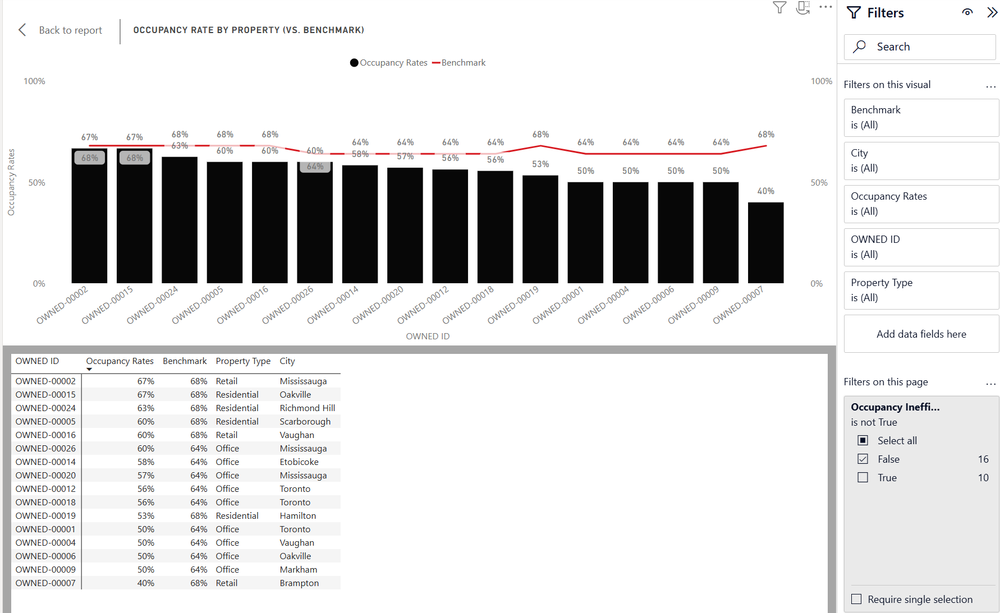 Back to report
OCCUPANCY RATE BY PROPERTY (VS. BENCHMARK)
Occupancy Rates Benchmark
100% 100%
67% 67% 68% 68% 68% 60% 64% 64% 64% 64% 68% 64% 64% 64% 64% 68%
68% 68% 63% 60% 60% 64% 58% 57% 56% 56% 53% 50% 50% 50% 50% 40%
50% 50%
0% 0%
Occupancy Rates
OWNED-00002 OWNED-00015 OWNED-00024 OWNED-00005 OWNED-00016 OWNED-00026 OWNED-00014 OWNED-00020 OWNED-00012 OWNED-00018 OWNED-00019 OWNED-00001 OWNED-00004 OWNED-00006 OWNED-00009 OWNED-00007
OWNED ID
OWNED ID Occupancy Rates Benchmark Property Type City
OWNED-00002 67% 68% Retail Mississauga
OWNED-00015 67% 68% Residential Oakville
OWNED-00024 63% 68% Residential Richmond Hill
OWNED-00005 60% 68% Residential Scarborough
OWNED-00016 60% 68% Retail Vaughan
OWNED-00026 60% 64% Office Mississauga
OWNED-00014 58% 64% Office Etobicoke
OWNED-00020 57% 64% Office Mississauga
OWNED-00012 56% 64% Office Toronto
OWNED-00018 56% 64% Office Toronto
OWNED-00019 53% 68% Residential Hamilton
OWNED-00001 50% 64% Office Toronto
OWNED-00004 50% 64% Office Vaughan
OWNED-00006 50% 64% Office Oakville
OWNED-00009 50% 64% Office Markham
OWNED-00007 40% 68% Retail Brampton
Filters
Search
Filters on this visual ...
Benchmark
is (All)
City
is (All)
Occupancy Rates
is (All)
OWNED ID
is (All)
Property Type
is (All)
Add data fields here
Filters on this page ...
Occupancy Ineffi...
is not True
Select all
False 16
True 10
Require single selection